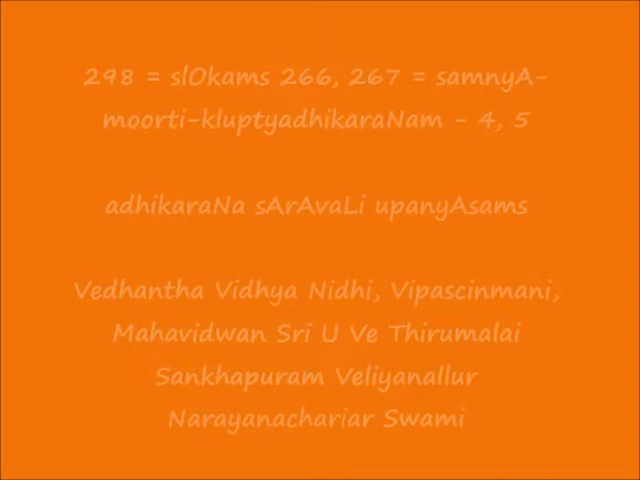 298 = slOkams 266, 267 = samnyA-
moorti-kluptyadhikaraNam - 4, 5
adhikaraNa sArAvaLi upanyAsams
Vedhantha Vidhya Nidhi, Vipascinmani,
Mahavidwan Sri U Ve Thirumalai
Sankhapuram Veliyanallur
Narayanachariar Swami